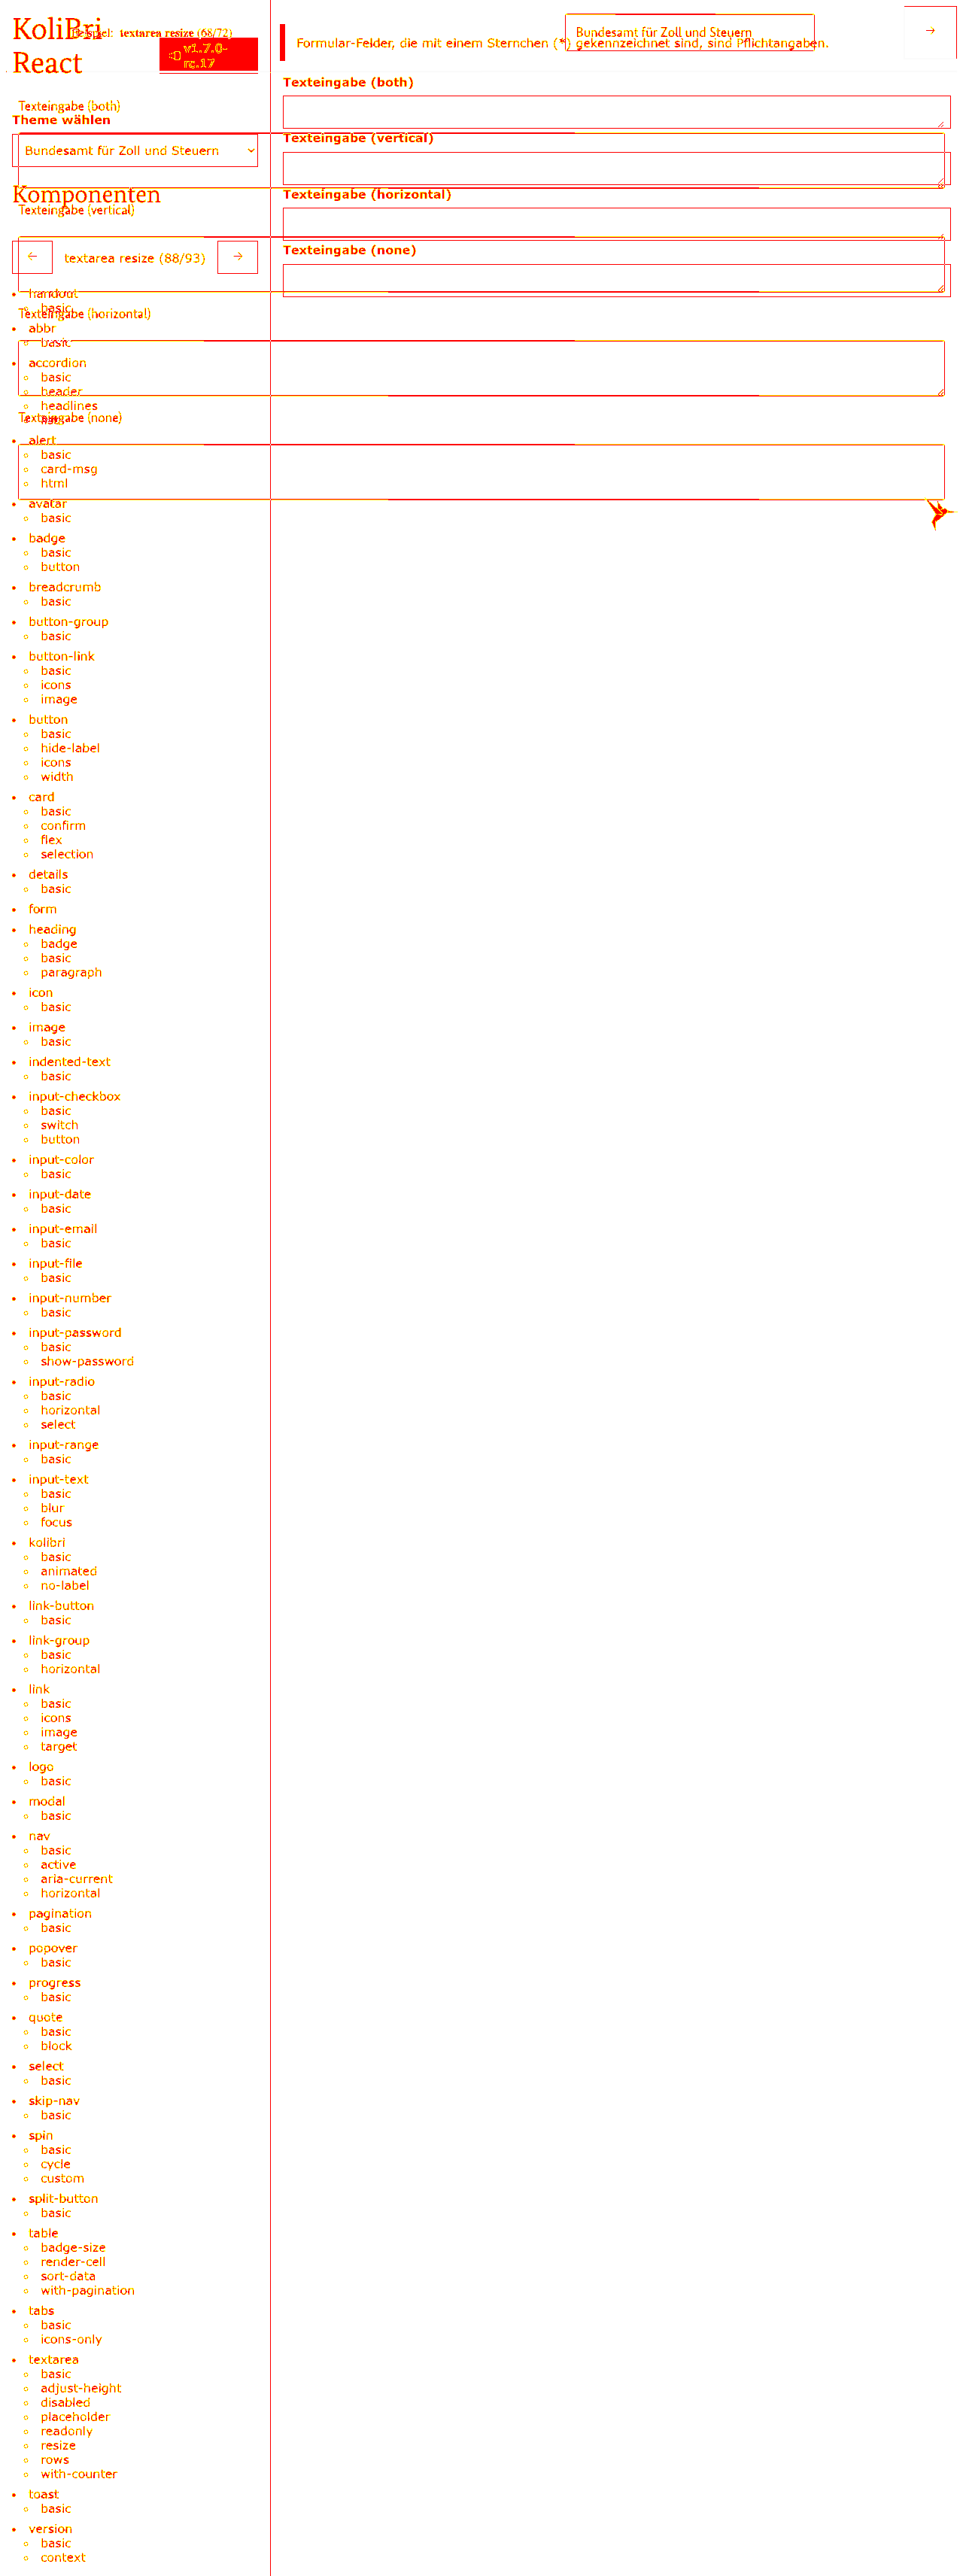 KoliBri
Beispiel: textarea resize (68/72)
Bundesamt für Zoll und Steuern
→
React
v1.7.0-
rc.17
Formular-Felder, die mit einem Sternchen (*) gekennzeichnet sind, sind Pflichtangaben.
Texteingabe (both)
Texteingabe (both)
Theme wählen
Texteingabe (vertical)
Bundesamt für Zoll und Steuern
Komponenten
Texteingabe (horizontal)
Texteingabe (vertical)
Texteingabe (none)
← textarea resize (88/93) →
handout
basic
Texteingabe (horizontal)
abbr
basic
accordion
basic
header
headlines
Texteingabe (none)
alert
basic
card-msg
html
avatar
basic
badge
basic
button
breadcrumb
basic
button-group
basic
button-link
basic
icons
image
button
basic
hide-label
icons
width
card
basic
confirm
flex
selection
details
basic
form
heading
badge
basic
paragraph
icon
basic
image
basic
indented-text
basic
input-checkbox
basic
switch
button
input-color
basic
input-date
basic
input-email
basic
input-file
basic
input-number
basic
input-password
basic
show-password
input-radio
basic
horizontal
select
input-range
basic
input-text
basic
blur
focus
kolibri
basic
animated
no-label
link-button
basic
link-group
basic
horizontal
link
basic
icons
image
target
logo
basic
modal
basic
nav
basic
active
aria-current
horizontal
pagination
basic
popover
basic
progress
basic
quote
basic
block
select
basic
skip-nav
basic
spin
basic
cycle
custom
split-button
basic
table
badge-size
render-cell
sort-data
with-pagination
tabs
basic
icons-only
textarea
basic
adjust-height
disabled
placeholder
readonly
resize
rows
with-counter
toast
basic
version
basic
context